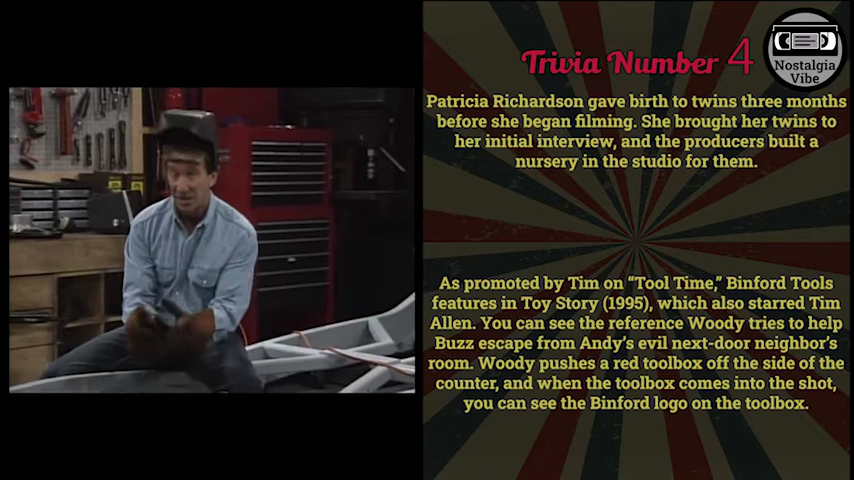 Trivia Number 4
Nostalgia
Vibe
Patricia Richardson gave birth to twins three months
before she began filming. She brought her twins to
her initial interview, and the producers built a
nursery in the studio for them.
As promoted by Tim on “Tool Time,” Binford Tools
features in Toy Story (1995), which also starred Tim
Allen. You can see the reference Woody tries to help
Buzz escape from Andy’s evil next-door neighbor’s
room. Woody pushes a red toolbox off the side of the
counter, and when the toolbox comes into the shot,
you can see the Binford logo on the toolbox.